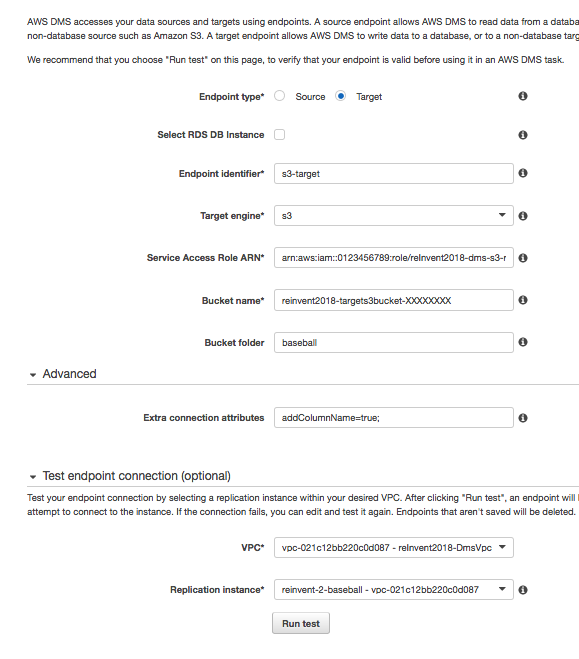 AWS DMS accesses your data sources and targets using endpoints. A source endpoint allows AWS DMS to read data from a databa
non-database source such as Amazon S3. A target endpoint allows AWS DMS to write data to a database, or to a non-database targ
We recommend that you choose "Run test" on this page, to verify that your endpoint is valid before using it in an AWS DMS task.
Endpoint type* Source Target
Select RDS DB Instance
Endpoint identifier* s3-target
Target engine* s3
Service Access Role ARN* arn:aws:iam::0123456789:role/reInvent2018-dms-s3-r
Bucket name* reinvent2018-targets3bucket-XXXXXXXX
Bucket folder baseball
Advanced
Extra connection attributes addColumnName=true;
Test endpoint connection (optional)
Test your endpoint connection by selecting a replication instance within your desired VPC. After clicking "Run test", an endpoint will
attempt to connect to the instance. If the connection fails, you can edit and test it again. Endpoints that aren't saved will be deleted.
VPC* vpc-021c12bb220c0d087 - reInvent2018-DmsVpc
Replication instance* reinvent-2-baseball - vpc-021c12bb220c0d087
Run test